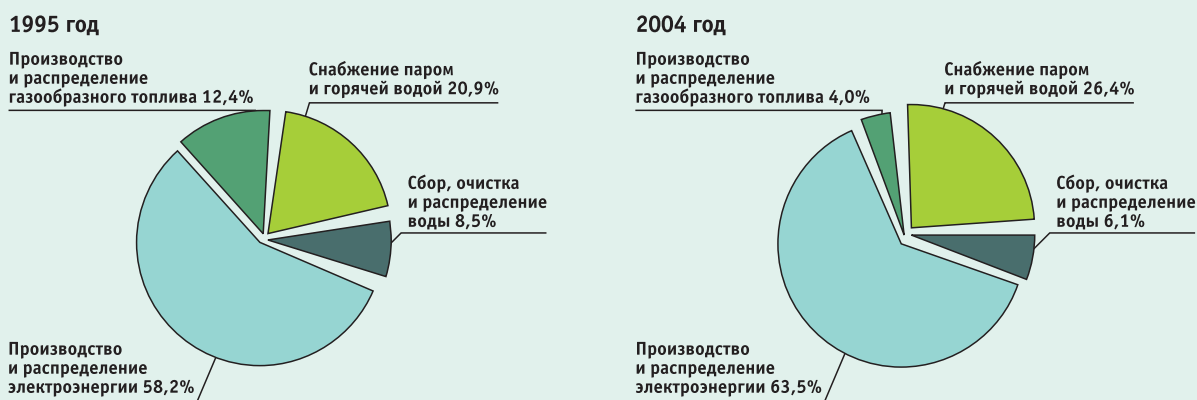 1995 год
Производство
и распределение
газообразного топлива 12,4%
Снабжение паром
и горячей водой 20,9%
Сбор, очистка
и распределение
воды 8,5%
Производство
и распределение
электроэнергии 58,2%
2004 год
Производство
и распределение
газообразного топлива 4,0%
Снабжение паром
и горячей водой 26,4%
Сбор, очистка
и распределение
воды 6,1%
Производство
и распределение
электроэнергии 63,5%